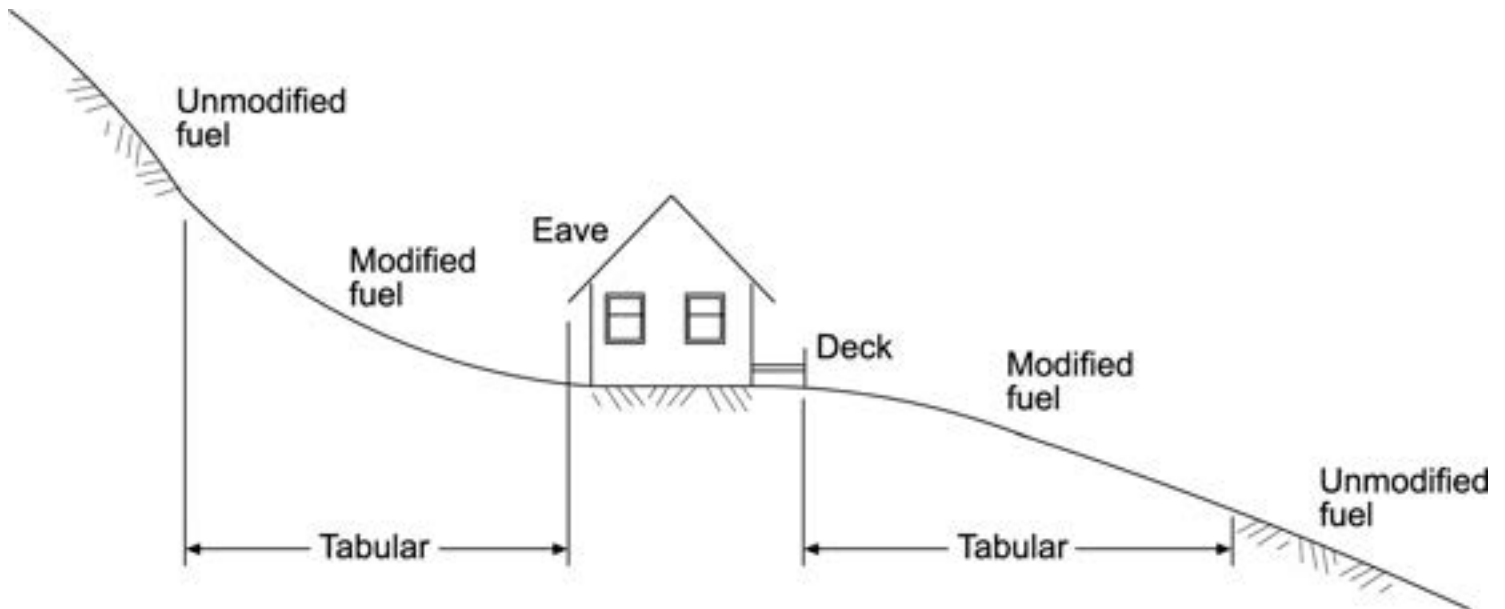 Unmodified
fuel
Eave
Modified
fuel
Deck
Modified
fuel
Unmodified
fuel
Tabular
Tabular